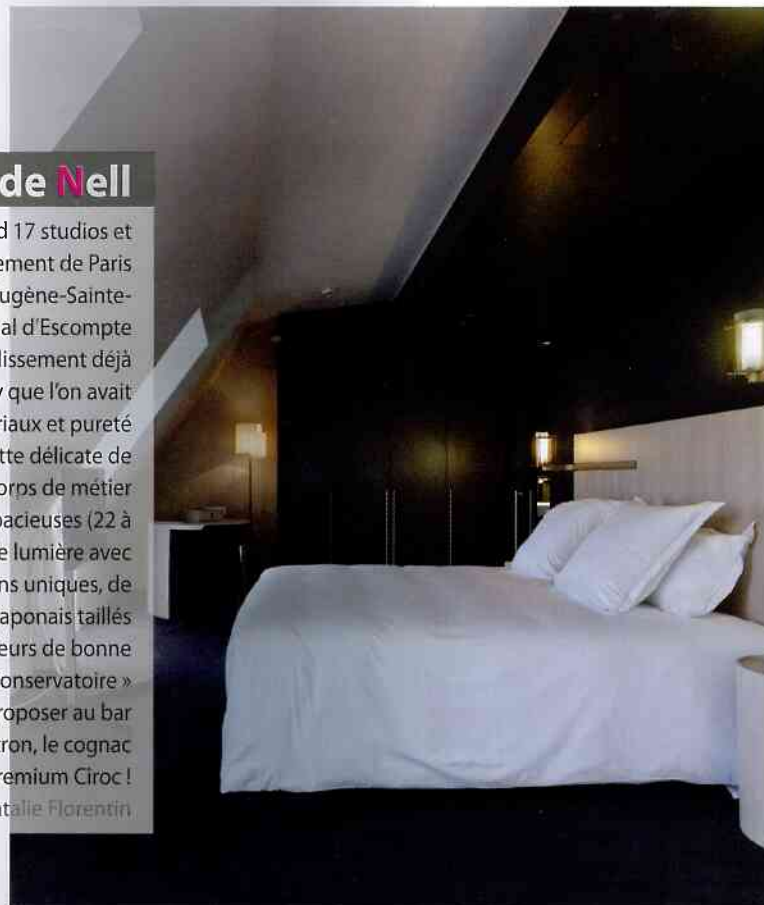 de Nell
d 17 studios et
ement de Paris
ugène-Sainte-
al d'Escompte
lissement déjà
que l'on avait
riaux et pureté
tte délicate de
orps de métier
pacieuses (22 à
e lumière avec
ns uniques, de
aponais taillés
eurs de bonne
onservatoire »
roposer au bar
ron, le cognac
remium Ciroc !
talie Florentin